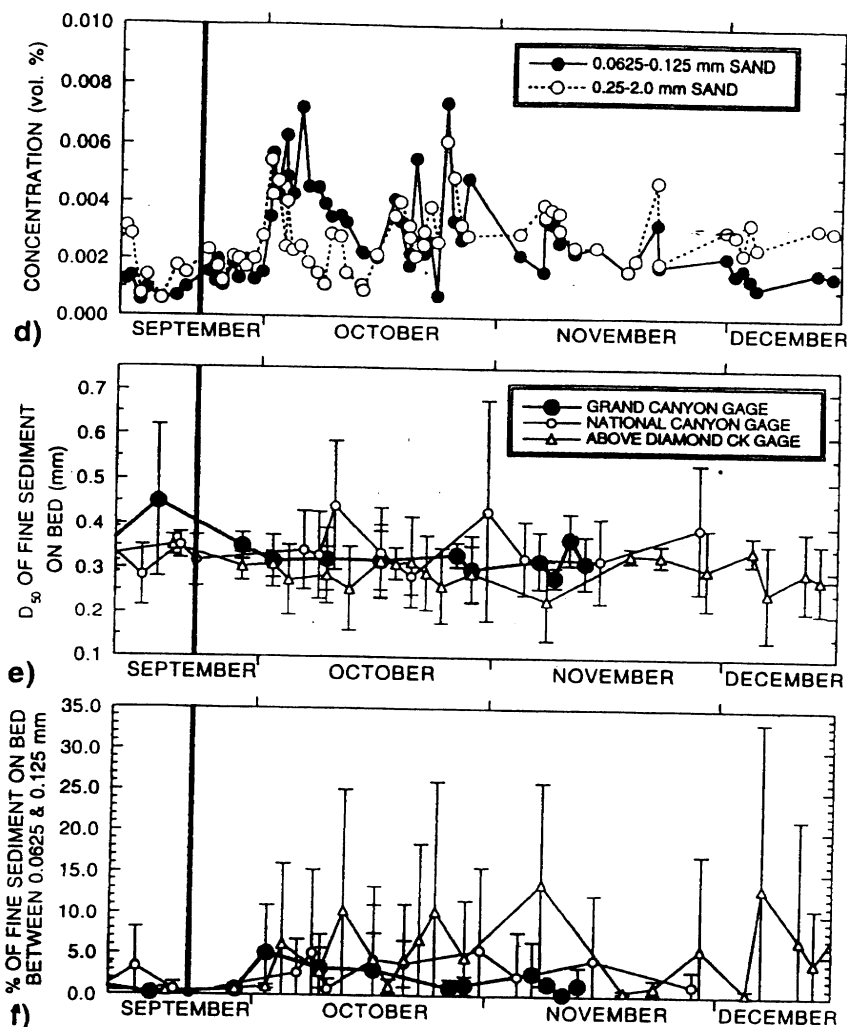 0.010
0.008
0.006
0.004
0.002
0.000
CONCENTRATION (vol. %)
0.0625-0.125 mm SAND
0.25-2.0 mm SAND
SEPTEMBER
OCTOBER
NOVEMBER
DECEMBER
d)
0.7
0.6
0.5
0.4
0.3
0.2
0.1
D50 OF FINE SEDIMENT
ON BED (mm)
GRAND CANYON GAGE
NATIONAL CANYON GAGE
ABOVE DIAMOND CK GAGE
SEPTEMBER
OCTOBER
NOVEMBER
DECEMBER
e)
35.0
30.0
25.0
20.0
15.0
10.0
5.0
0.0
% OF FINE SEDIMENT ON BED
BETWEEN 0.0625 & 0.125 mm
SEPTEMBER
OCTOBER
NOVEMBER
DECEMBER
f)